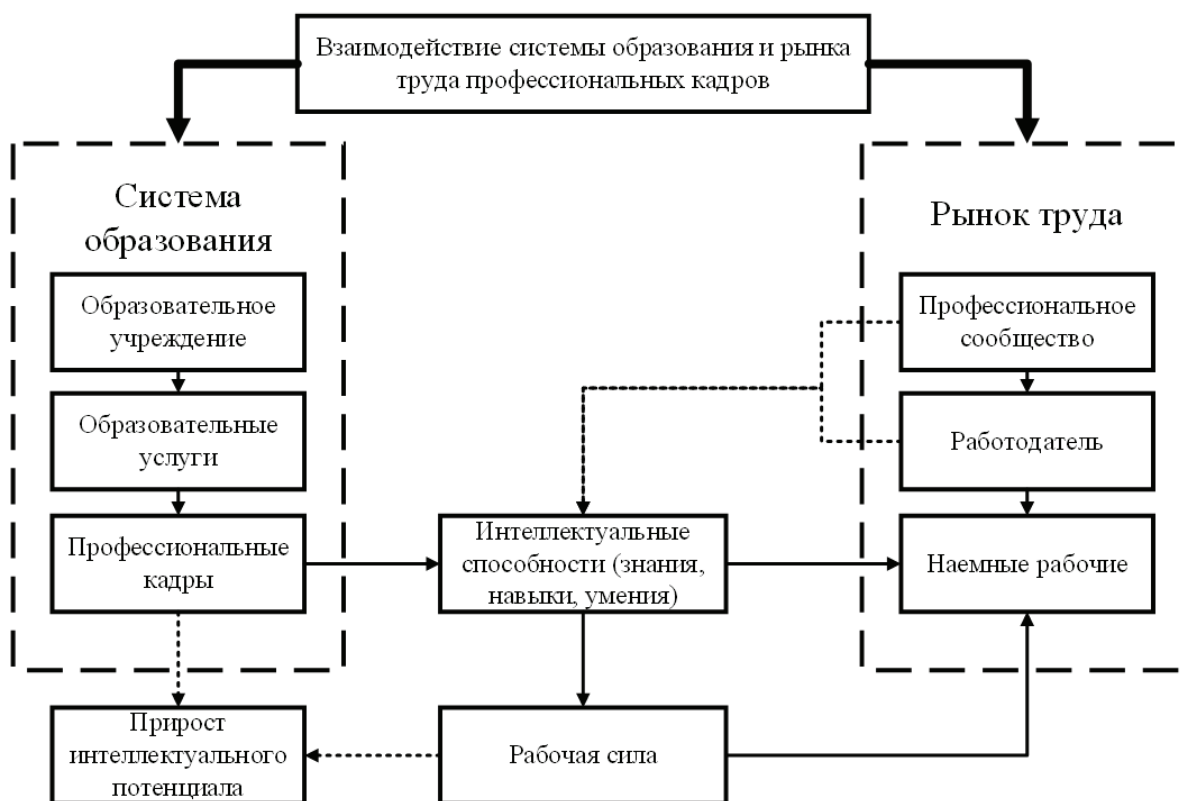 Взаимодействие системы образования и рынка
труда профессиональных кадров
Система
образования
Образовательное
учреждение
Образовательные
услуги
Профессиональные
кадры
Прирост
интеллектуального
потенциала
Интеллектуальные
способности (знания,
навыки, умения)
Рабочая сила
Рынок труда
Профессиональное
сообщество
Работодатель
Наемные рабочие